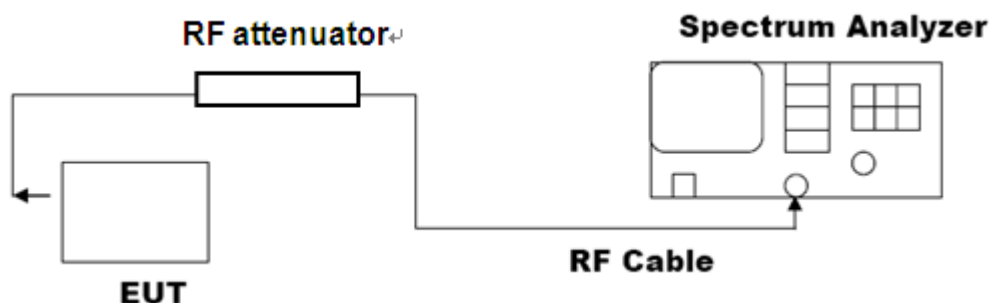 Spectrum Analyzer
RF attenuator↵
RF Cable
EUT